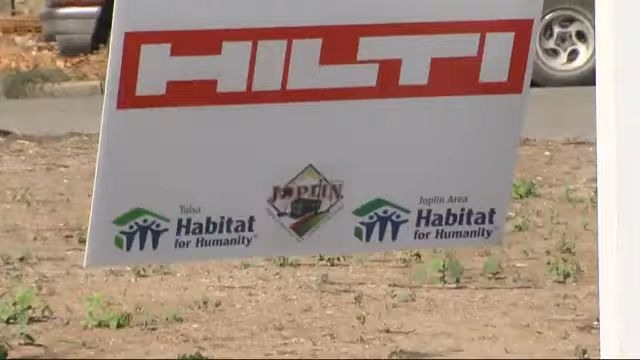 HILTI
Tulsa
Habitat
for Humanity®
JOPLIN
Joplin Area
Habitat
for Humanity®